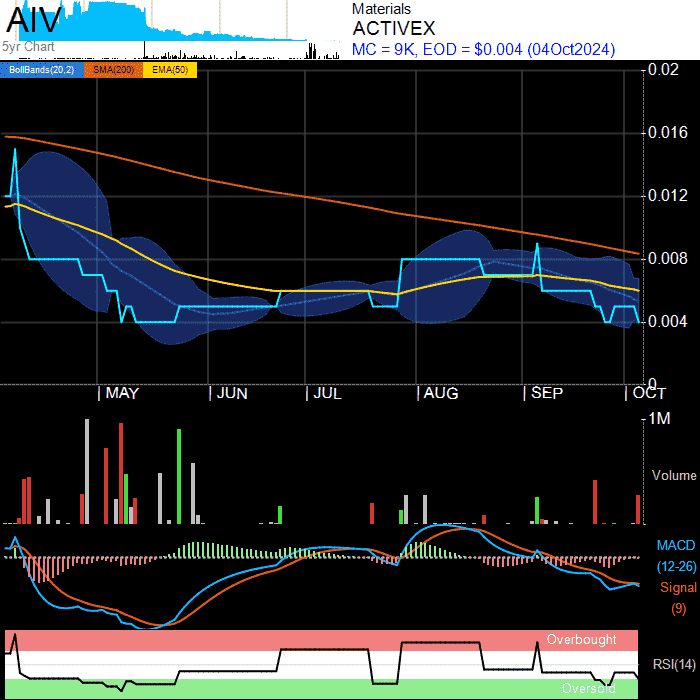 AIV
5yr Chart
Materials
ACTIVEX
MC = 9K, EOD = $0.004 (04Oct2024)
BollBands(20,2) SMA(200) EMA(50)
0.02
0.016
0.012
0.008
0.004
0
MAY JUN JUL AUG SEP OCT
1M
Volume
MACD
(12-26)
Signal
(9)
Overbought
RSI(14)
Oversold